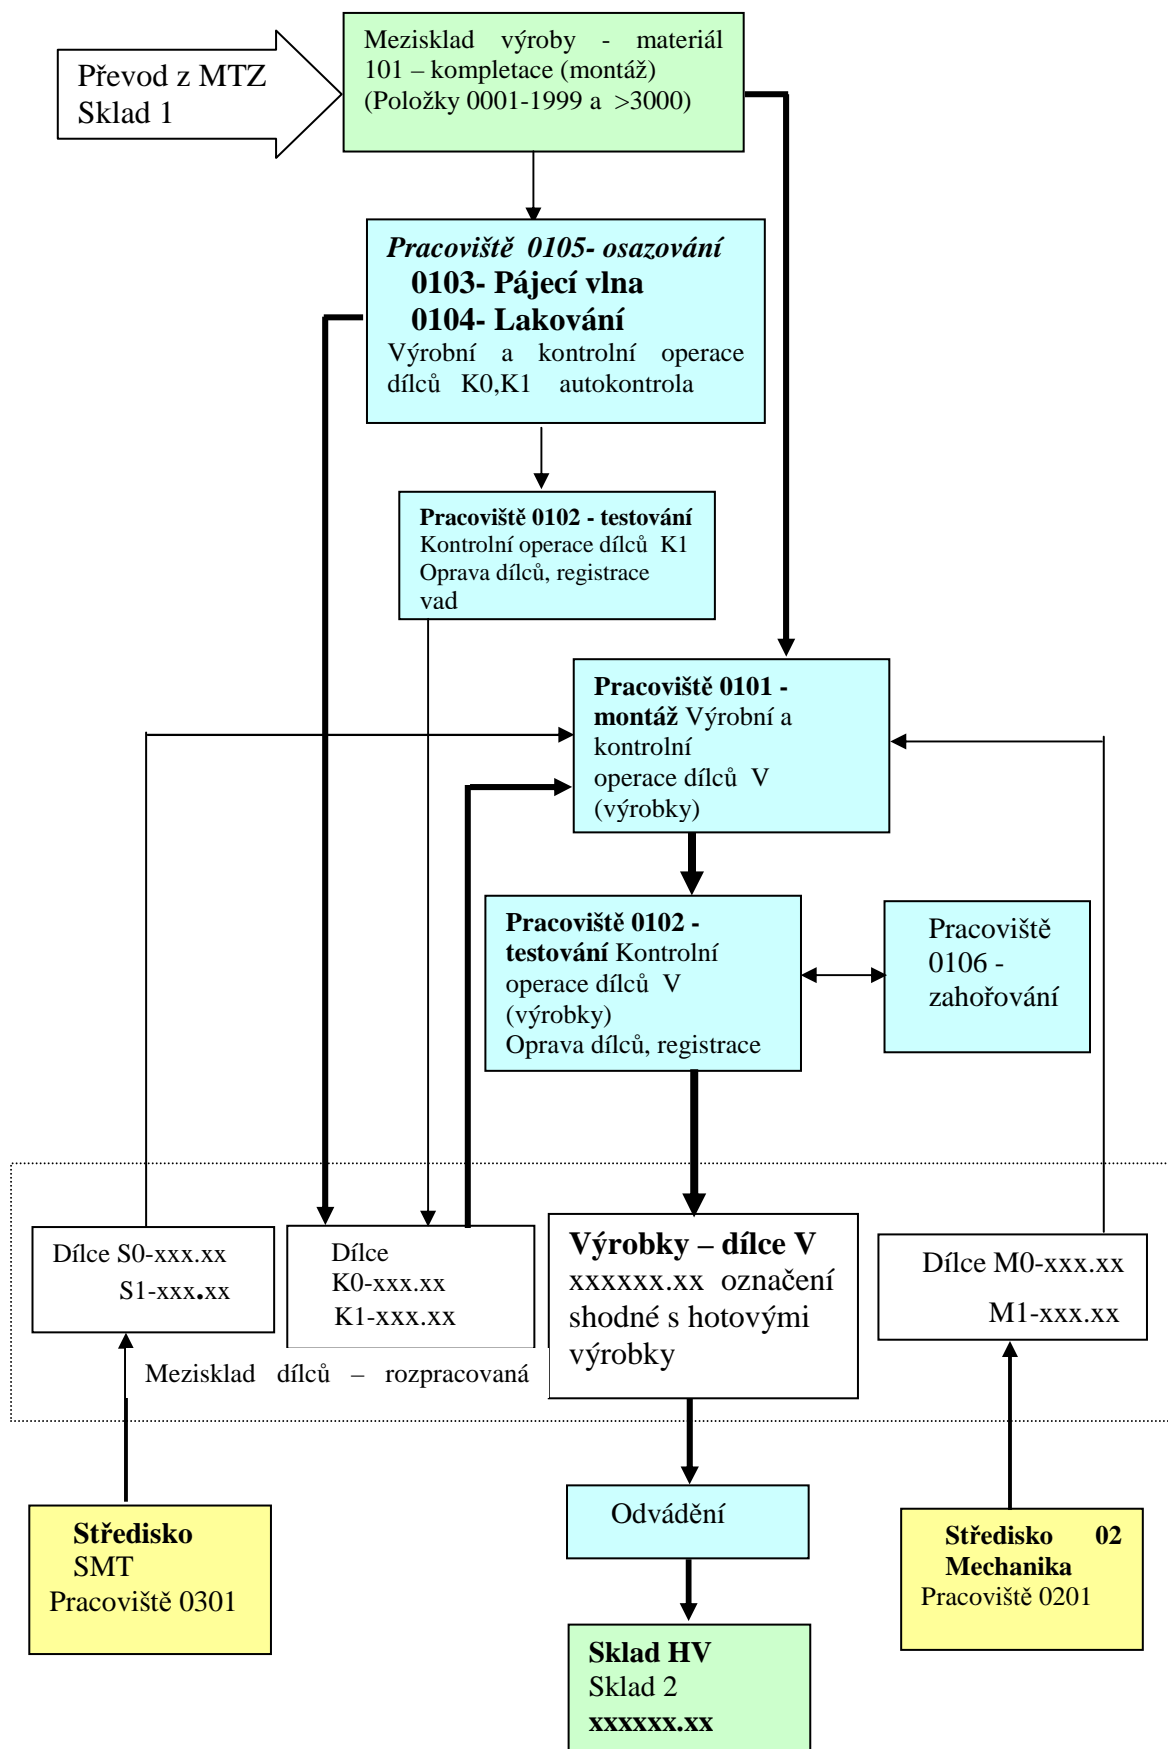 Převod z MTZ
Sklad 1
Mezisklad výroby - materiál
101 – kompletace (montáž)
(Položky 0001-1999 a >3000)
Pracoviště 0105- osazování
0103- Pájecí vlna
0104- Lakování
Výrobní a kontrolní operace
dílců K0,K1 autokontrola
Pracoviště 0102 - testování
Kontrolní operace dílců K1
Oprava dílců, registrace
vad
Pracoviště 0101 -
montáž Výrobní a
kontrolní
operace dílců V
(výrobky)
Pracoviště 0102 -
testování Kontrolní
operace dílců V
(výrobky)
Oprava dílců, registrace
Pracoviště
0106 -
zahořování
Dílce S0-xxx.xx
S1-xxx.xx
Dílce
K0-xxx.xx
K1-xxx.xx
Výrobky – dílce V
xxxxxx.xx označení
shodné s hotovými
výrobky
Dílce M0-xxx.xx
M1-xxx.xx
Mezisklad dílců – rozpracovaná
Středisko
SMT
Pracoviště 0301
Odvádění
Středisko 02
Mechanika
Pracoviště 0201
Sklad HV
Sklad 2
xxxxxx.xx